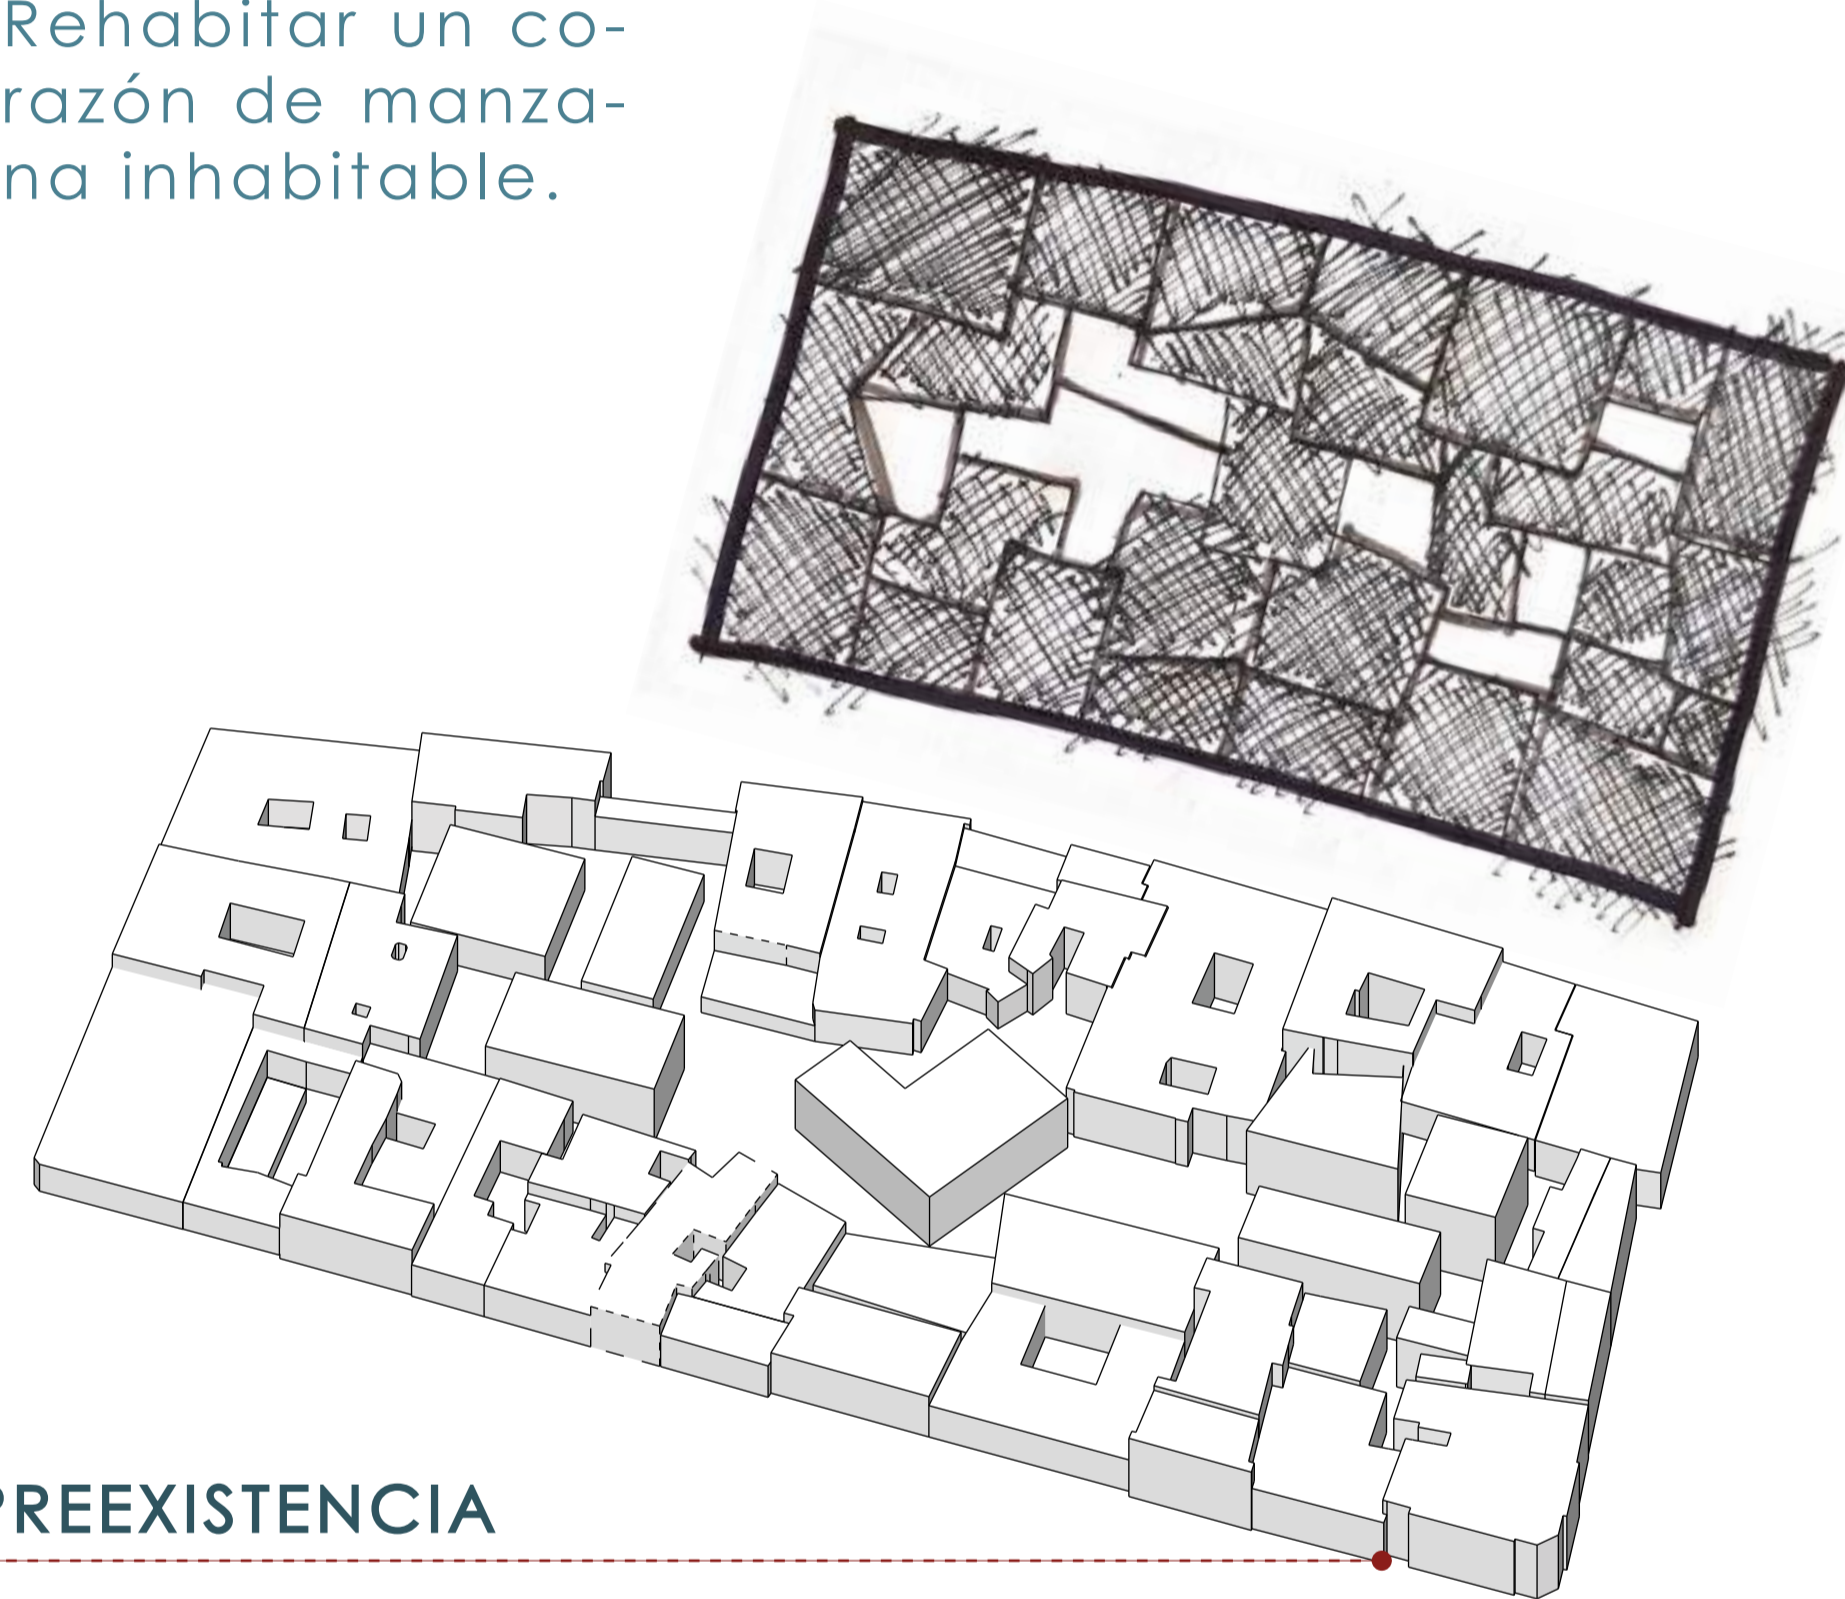 Rehabitar un co-
razón de manza-
na inhabitable.
PREEXISTENCIA